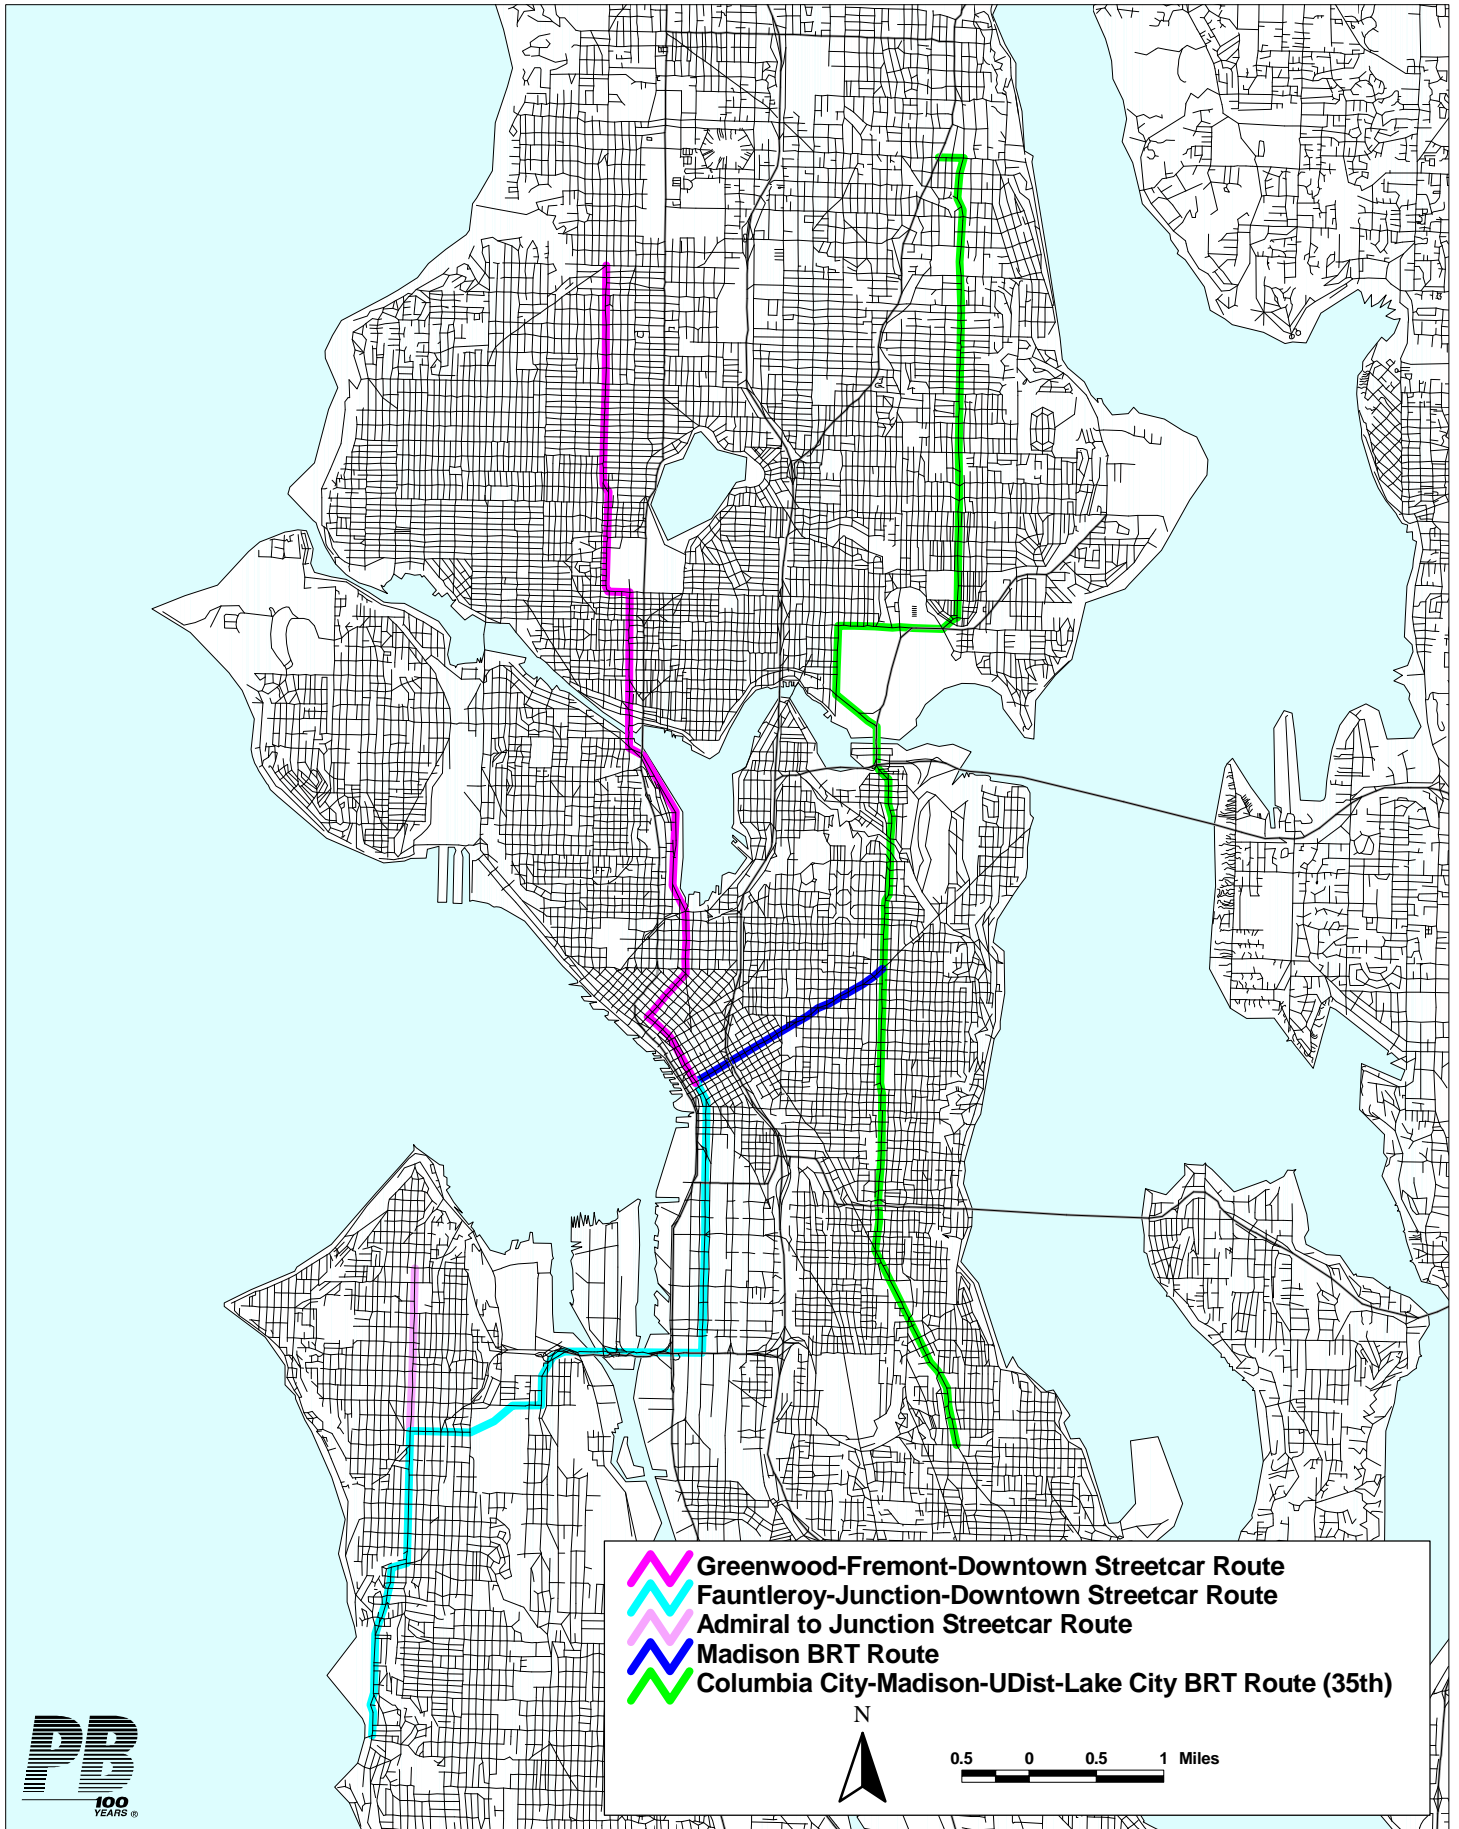 Greenwood-Fremont-Downtown Streetcar Route
Fauntleroy-Junction-Downtown Streetcar Route
Admiral to Junction Streetcar Route
Madison BRT Route
Columbia City-Madison-UDist-Lake City BRT Route (35th)
N
0.5 0 0.5 1 Miles
PB
100
YEARS ®